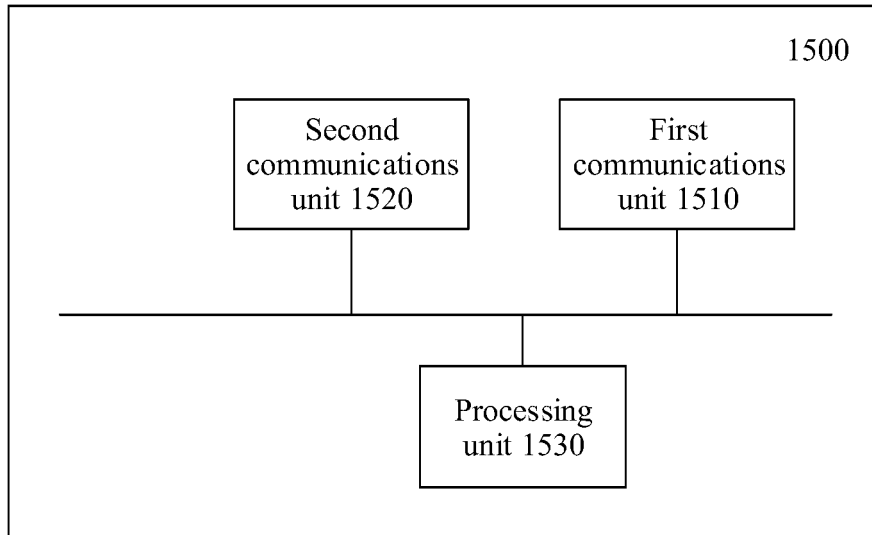 1500
Second
communications
unit 1520
First
communications
unit 1510
Processing
unit 1530